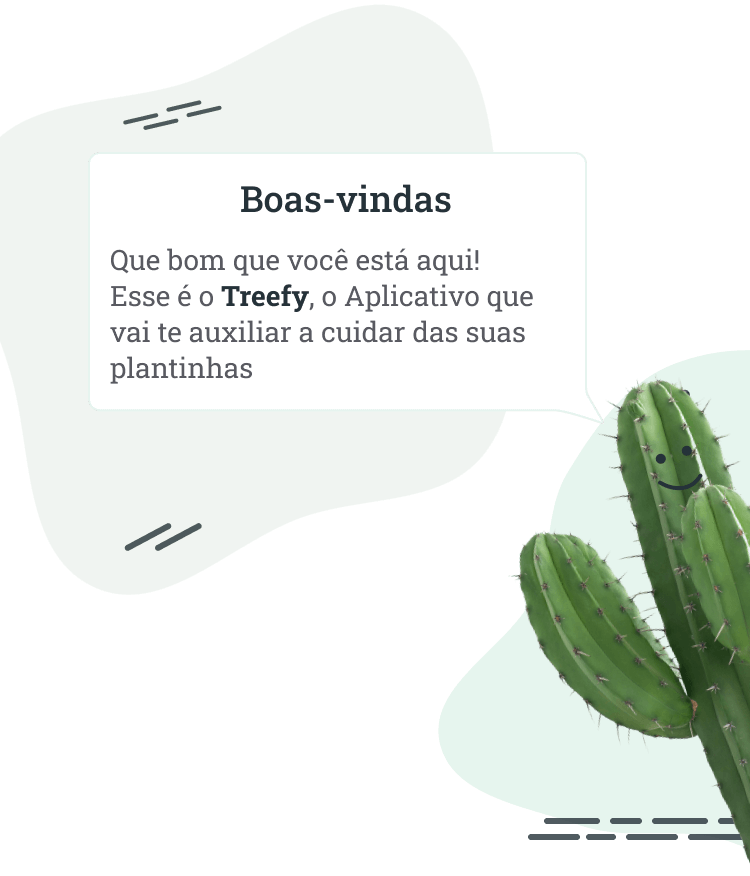 Boas-vindas
Que bom que você está aqui!
Esse é o Treefy, o Aplicativo que
vai te auxiliar a cuidar das suas
plantinhas